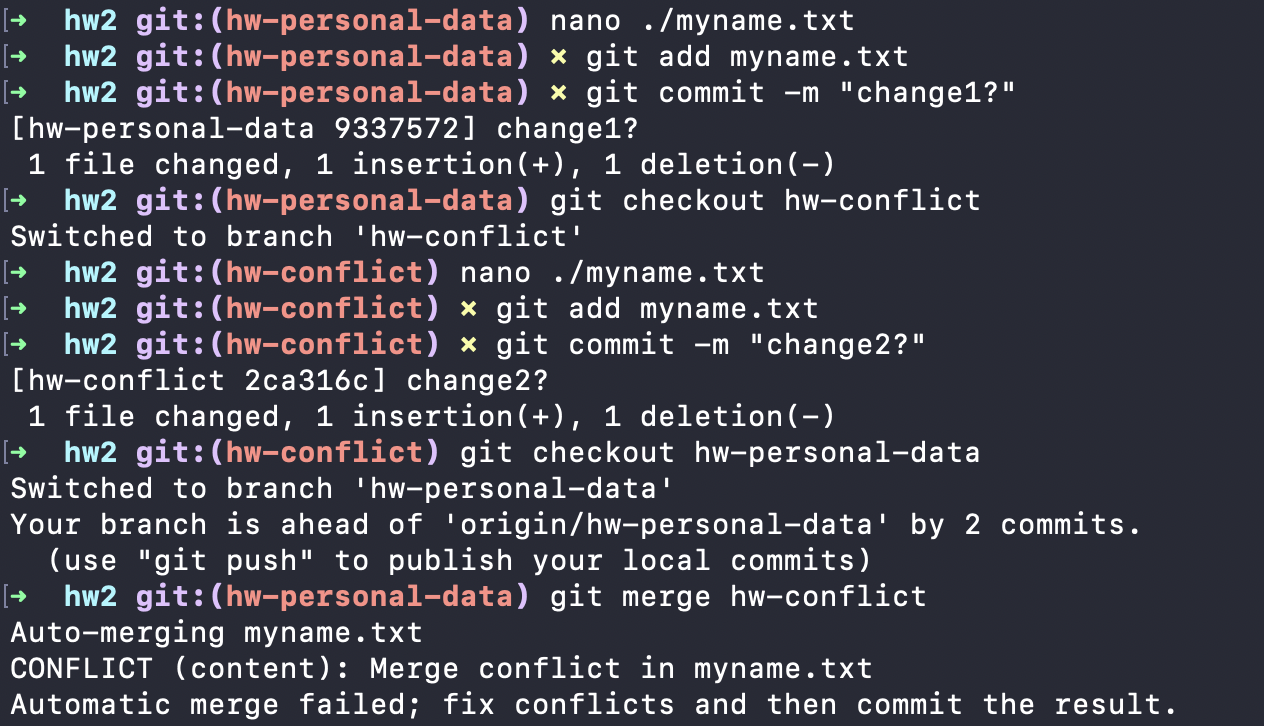 [➜  hw2 git:(hw-personal-data) nano ./myname.txt
[➜  hw2 git:(hw-personal-data) ✗ git add myname.txt
[➜  hw2 git:(hw-personal-data) ✗ git commit -m "change1?"
[hw-personal-data 9337572] change1?
 1 file changed, 1 insertion(+), 1 deletion(-)
[➜  hw2 git:(hw-personal-data) git checkout hw-conflict
Switched to branch 'hw-conflict'
[➜  hw2 git:(hw-conflict) nano ./myname.txt
[➜  hw2 git:(hw-conflict) ✗ git add myname.txt
[➜  hw2 git:(hw-conflict) ✗ git commit -m "change2?"
[hw-conflict 2ca316c] change2?
 1 file changed, 1 insertion(+), 1 deletion(-)
[➜  hw2 git:(hw-conflict) git checkout hw-personal-data
Switched to branch 'hw-personal-data'
Your branch is ahead of 'origin/hw-personal-data' by 2 commits.
  (use "git push" to publish your local commits)
[➜  hw2 git:(hw-personal-data) git merge hw-conflict
Auto-merging myname.txt
CONFLICT (content): Merge conflict in myname.txt
Automatic merge failed; fix conflicts and then commit the result.